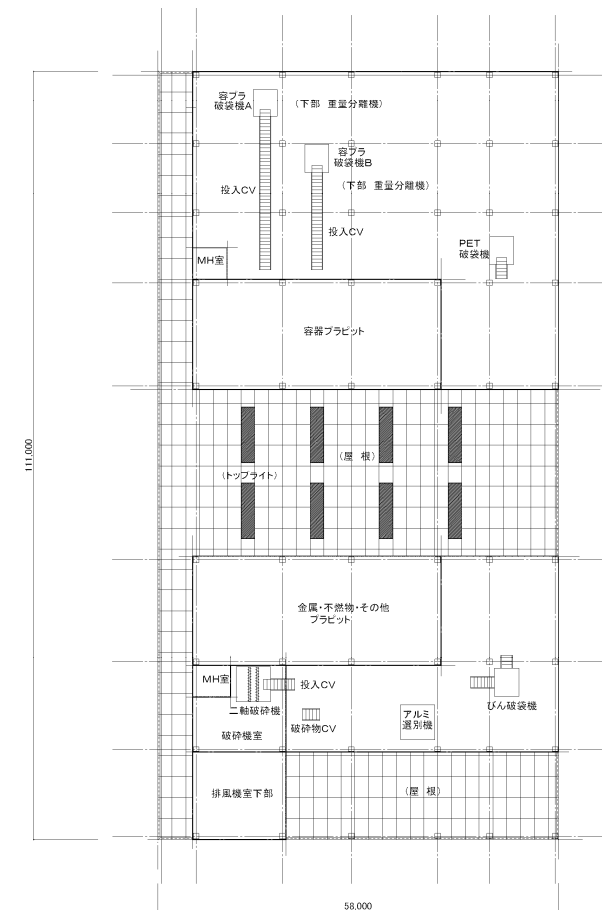 容プラ
破袋機A
(下部 重量分離機)
容プラ
破袋機B
(下部 重量分離機)
投入CV
投入CV
PET
破袋機
MH室
容器プラピット
111,000
(屋 根)
(トップライト)
金属・不燃物・その他
プラピット
MH室
投入CV
二軸破砕機
びん破袋機
アルミ
選別機
破砕物CV
破砕機室
排風機室下部
(屋 根)
58,000